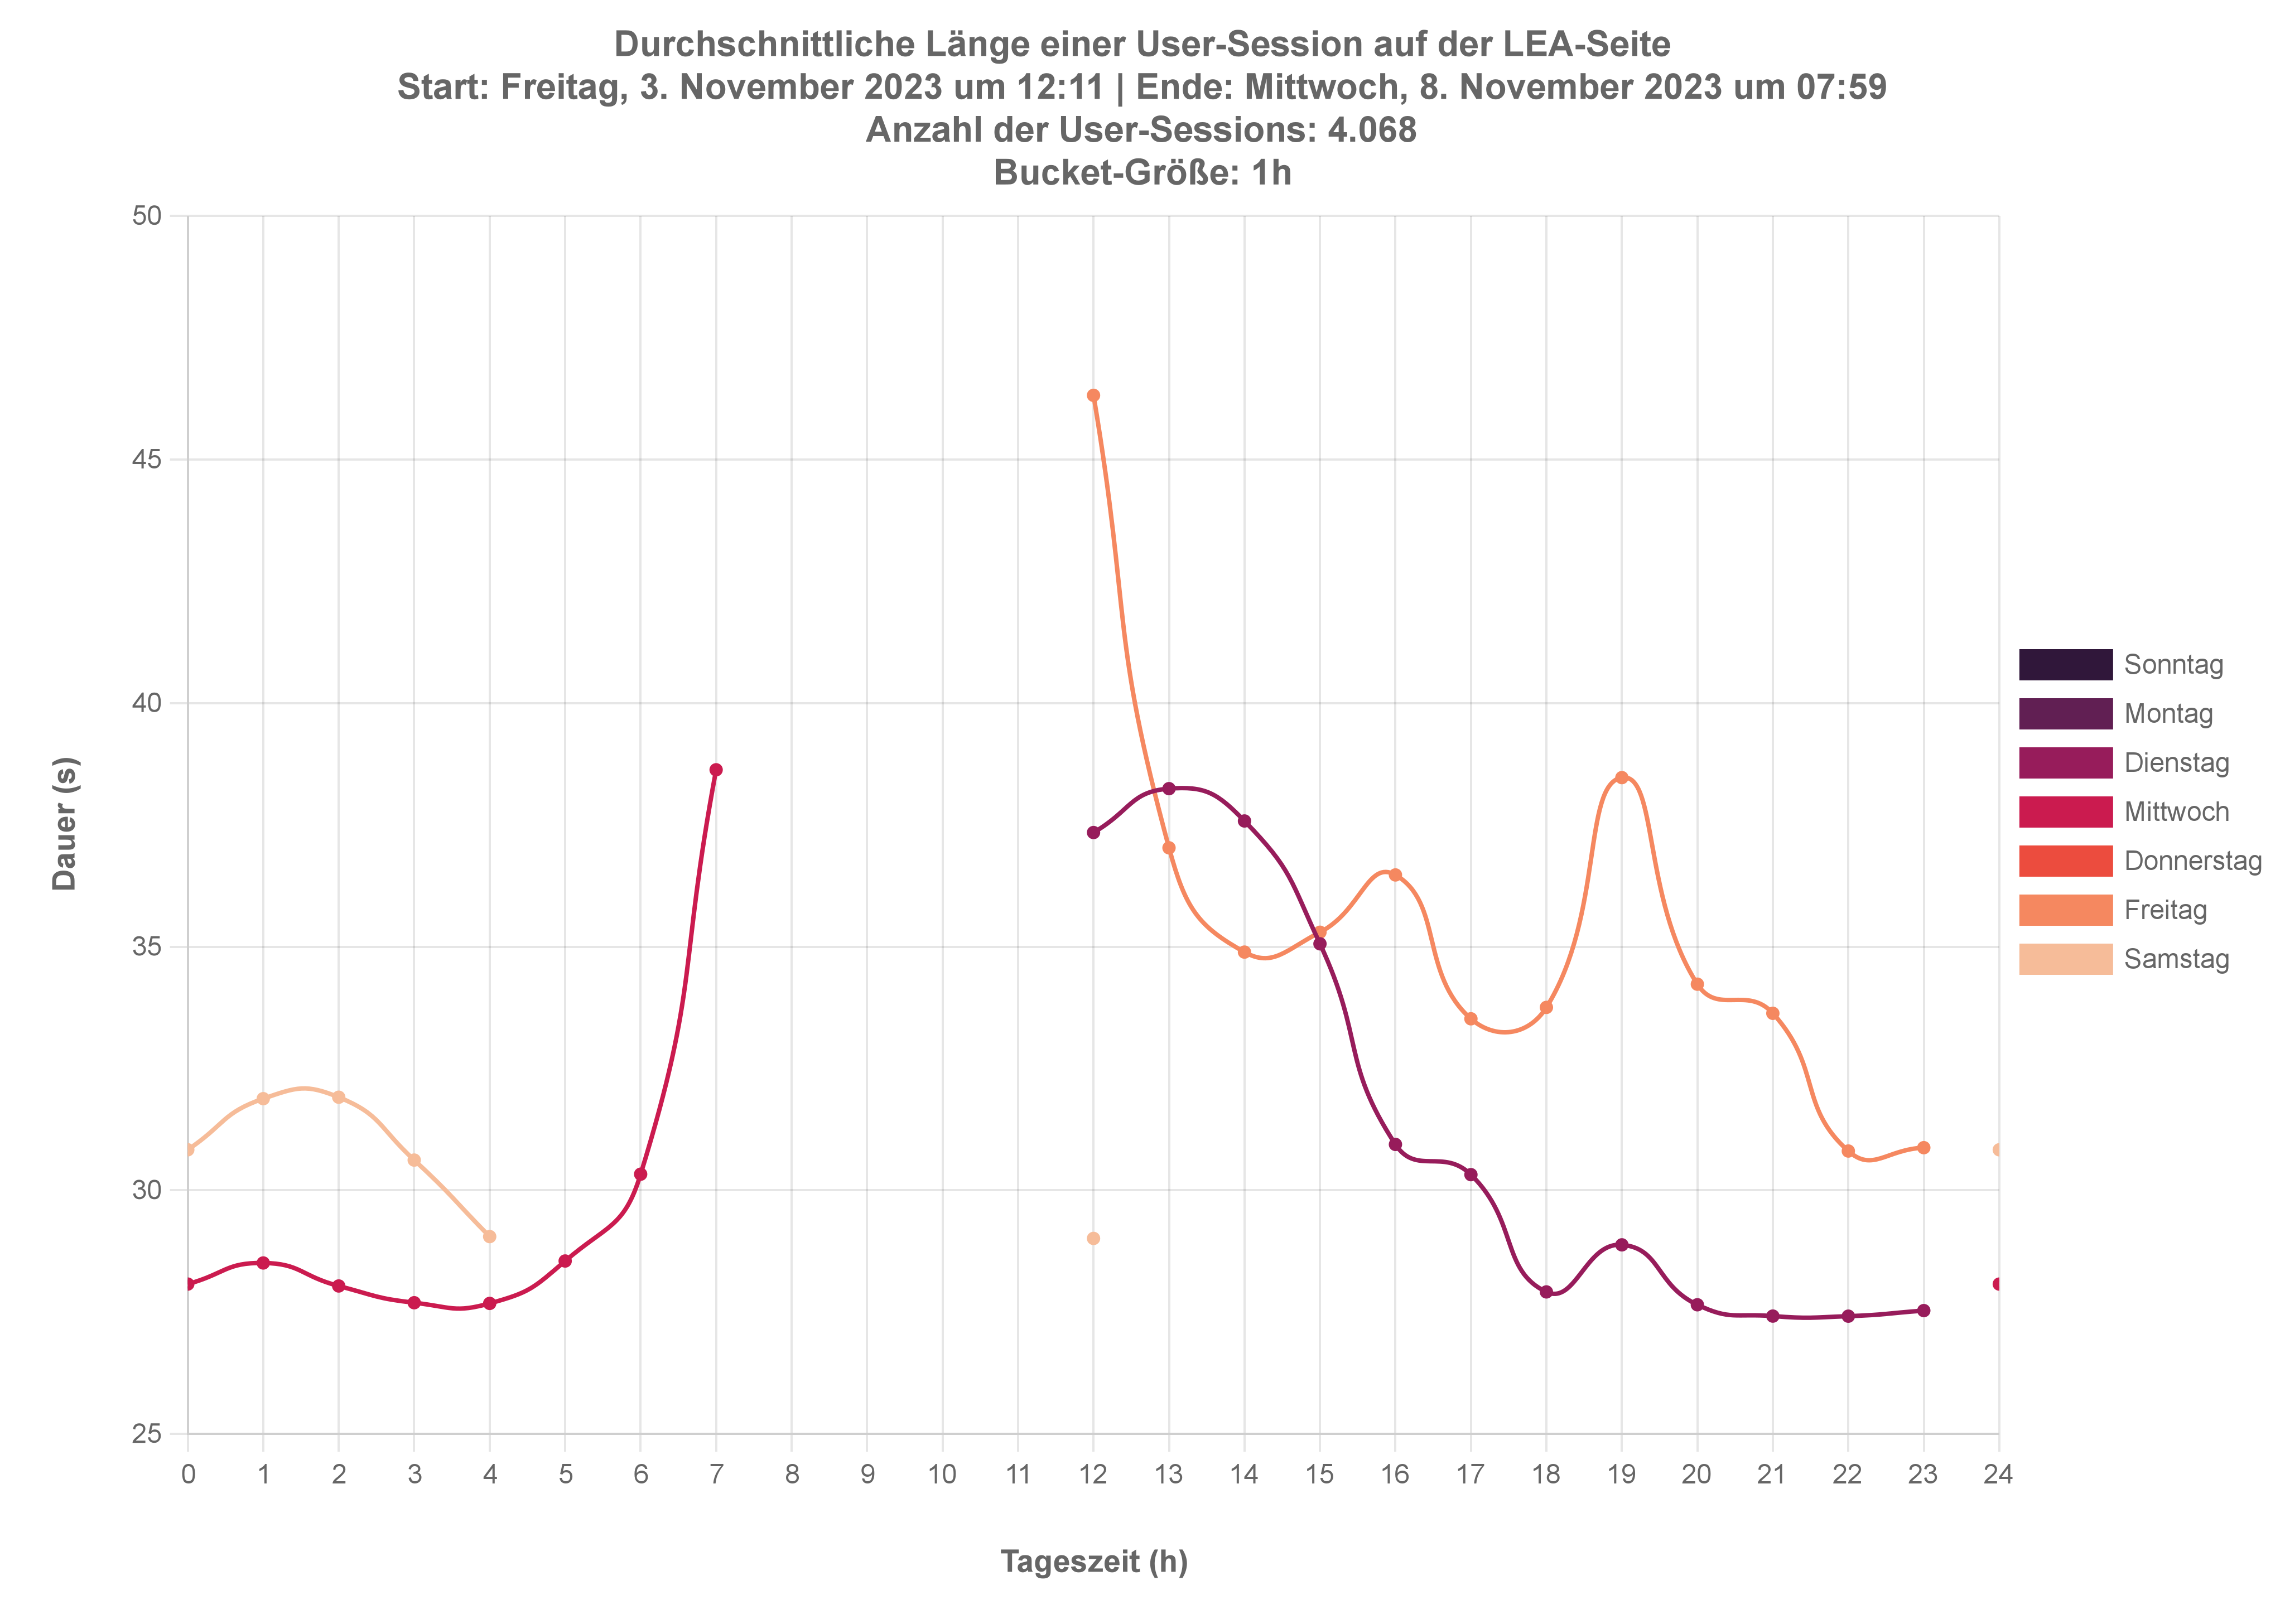 Durchschnittliche Länge einer User-Session auf der LEA-Seite
Start: Freitag, 3. November 2023 um 12:11 | Ende: Mittwoch, 8. November 2023 um 07:59
Anzahl der User-Sessions: 4.068
Bucket-Größe: 1h
50
45
40
35
30
25
Dauer (s)
0 1 2 3 4 5 6 7 8 9 10 11 12 13 14 15 16 17 18 19 20 21 22 23 24
Tageszeit (h)
Sonntag
Montag
Dienstag
Mittwoch
Donnerstag
Freitag
Samstag